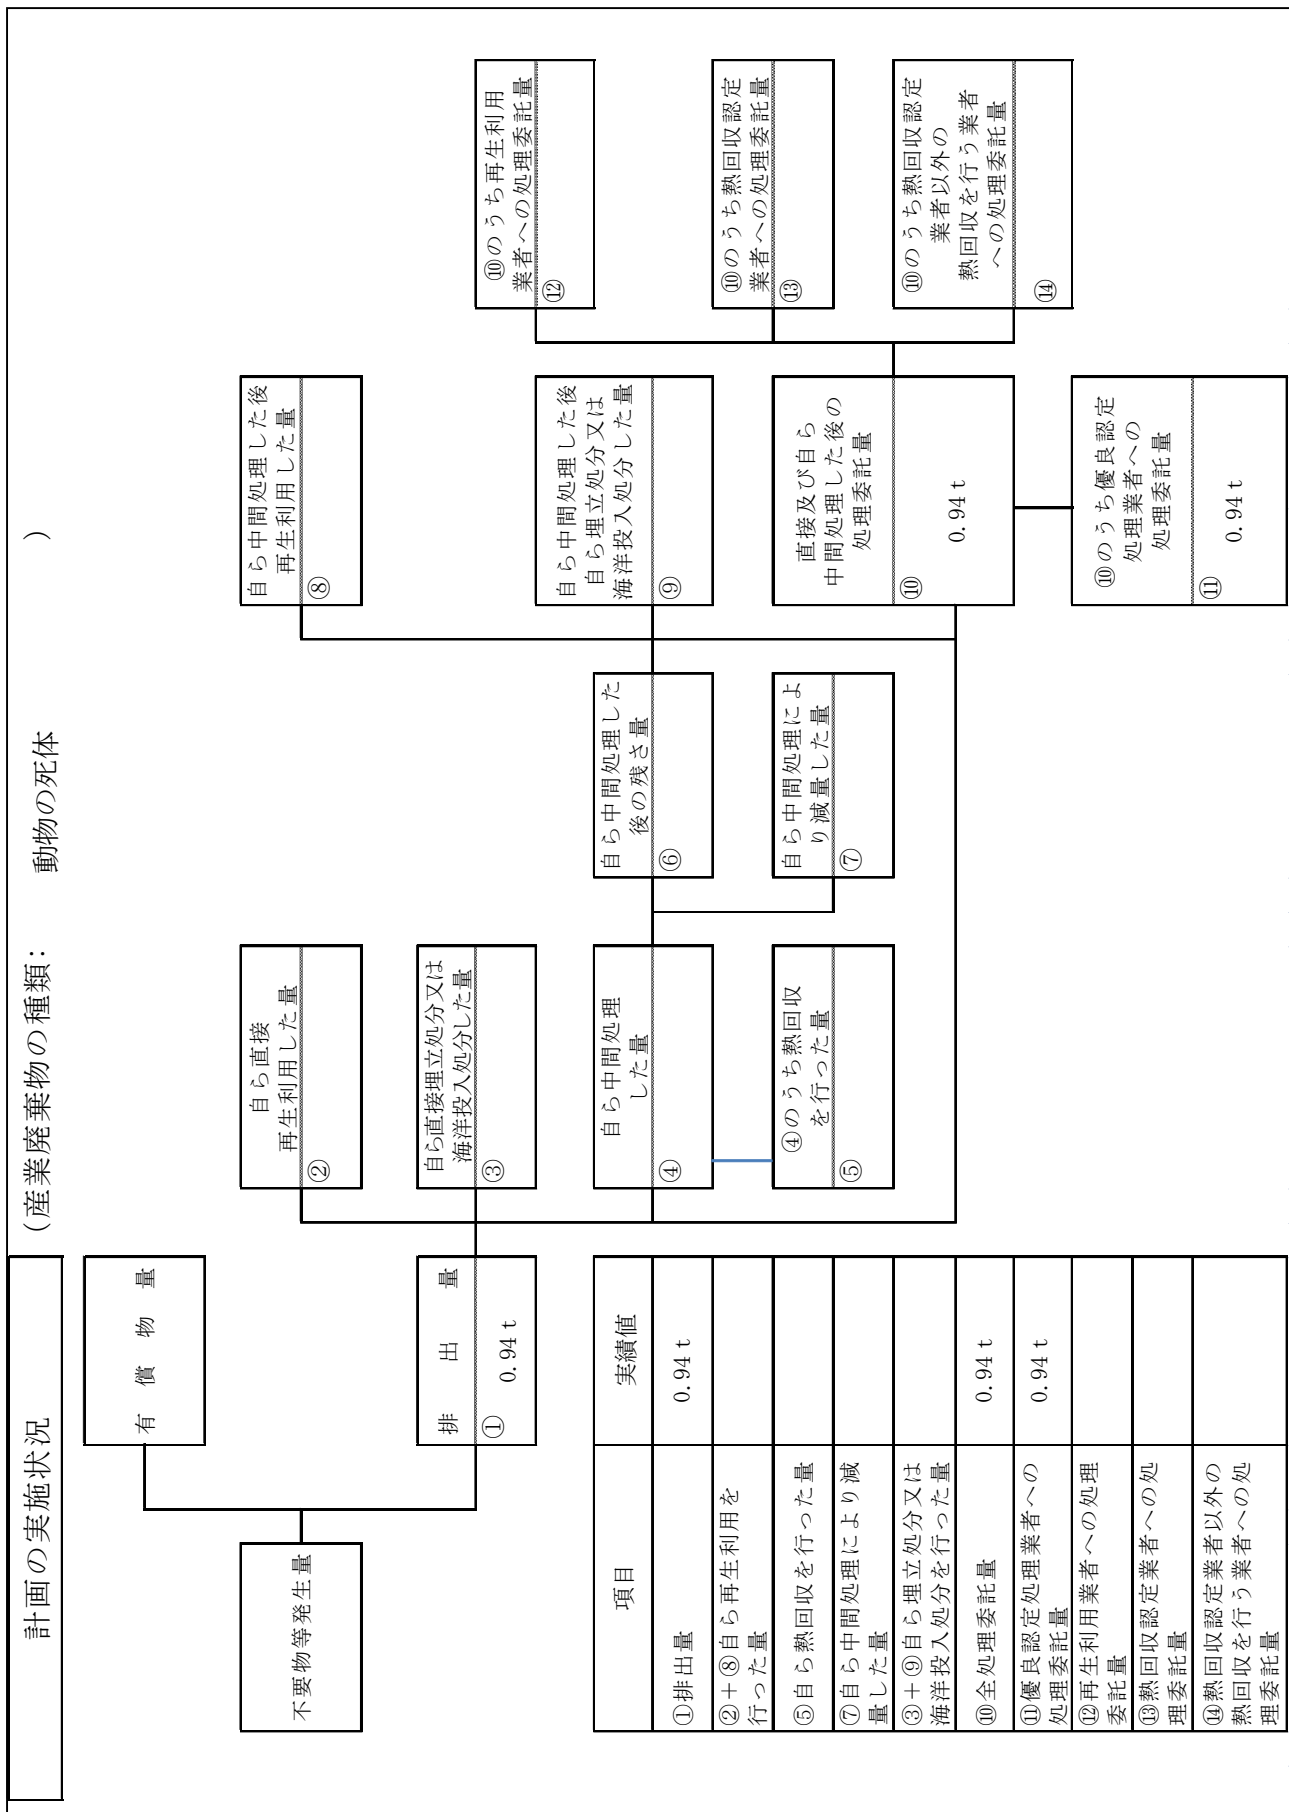 計画の実施状況
(産業廃棄物の種類:　　動物の死体　　)
不要物等発生量
有 償 物 量
排 出 量
①
0.94 t
自ら直接
再生利用した量
②
自ら直接埋立処分又は
海洋投入処分した量
③
自ら中間処理
した量
④
④のうち熱回収
を行った量
⑤
自ら中間処理した
後の残さ量
⑥
自ら中間処理によ
り減量した量
⑦
自ら中間処理した後
再生利用した量
⑧
自ら中間処理した後
自ら埋立処分又は
海洋投入処分した量
⑨
直接及び自ら
中間処理した後の
処理委託量
⑩
0.94 t
⑩のうち優良認定
処理業者への
処理委託量
⑪
0.94 t
⑩のうち再生利用
業者への処理委託量
⑫
⑩のうち熱回収認定
業者への処理委託量
⑬
⑩のうち熱回収認定
業者以外の
熱回収を行う業者
への処理委託量
⑭
項目　実績値
①排出量　0.94 t
②+⑧自ら再生利用を
行った量
⑤自ら熱回収を行った量
⑦自ら中間処理により減
量した量
③+⑨自ら埋立処分又は
海洋投入処分を行った量
⑩全処理委託量　0.94 t
⑪優良認定処理業者への
処理委託量　0.94 t
⑫再生利用業者への処理
委託量
⑬熱回収認定業者への処
理委託量
⑭熱回収認定業者以外の
熱回収を行う業者への処
理委託量